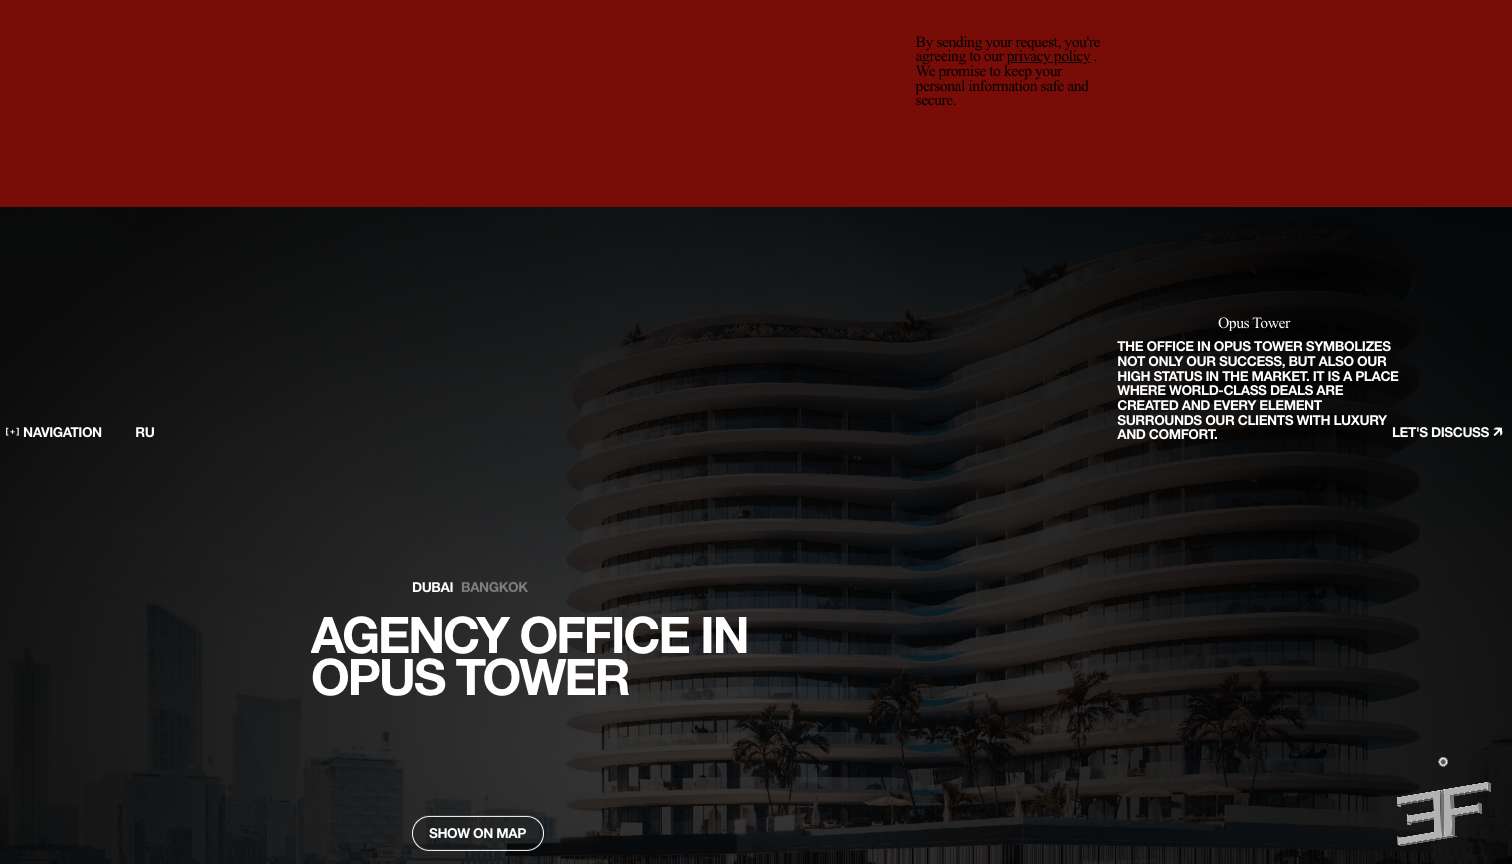 By sending your request, you're
agreeing to our privacy policy .
We promise to keep your
personal information safe and
secure.
Opus Tower
THE OFFICE IN OPUS TOWER SYMBOLIZES
NOT ONLY OUR SUCCESS, BUT ALSO OUR
HIGH STATUS IN THE MARKET. IT IS A PLACE
WHERE WORLD-CLASS DEALS ARE
CREATED AND EVERY ELEMENT
SURROUNDS OUR CLIENTS WITH LUXURY
AND COMFORT.
[+] NAVIGATION
RU
LET'S DISCUSS ↗
DUBAI BANGKOK
AGENCY OFFICE IN
OPUS TOWER
SHOW ON MAP